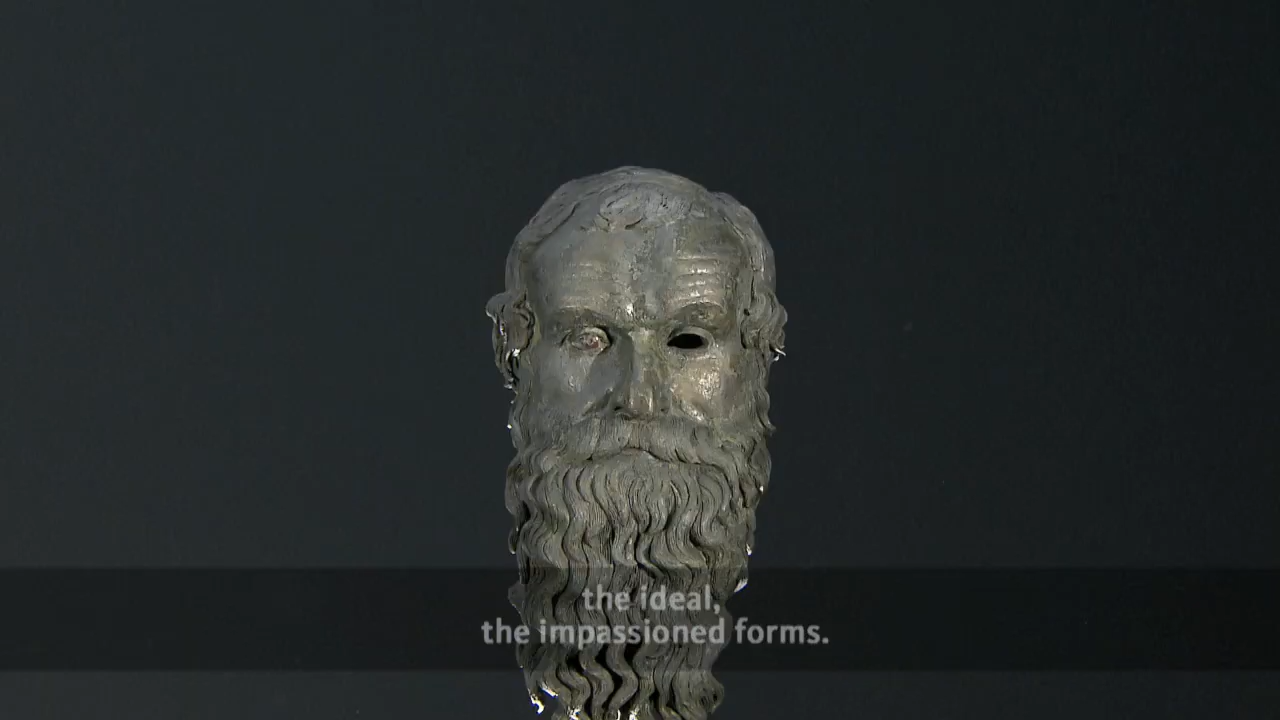 the ideal,
the impassioned forms.